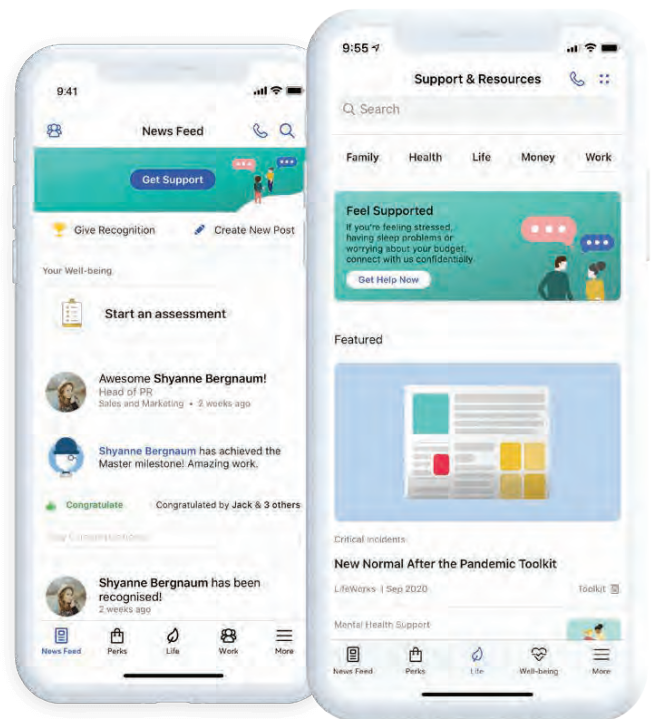 9:41
News Feed
Get Support
Give Recognition
Create New Post
Your Well-being
Start an assessment
Awesome Shyanne Bergnaum!
Head of PR
Sales and Marketing • 2 weeks ago
Shyanne Bergnaum has achieved the
Master milestone! Amazing work.
Congratulate
Congratulated by Jack & 3 others
Shyanne Bergnaum has been
recognised!
2 weeks ago
News Feed
Perks
Life
Work
More
9:55
Support & Resources
Search
Family
Health
Life
Money
Work
Feel Supported
If you're feeling stressed,
having sleep problems or
worrying about your budget,
connect with us confidentially
Get Help Now
Featured
Critical incidents
New Normal After the Pandemic Toolkit
LifeWorks | Sep 2020
Toolkit
Mental Health Support
News Feed
Perks
Life
Well-being
More